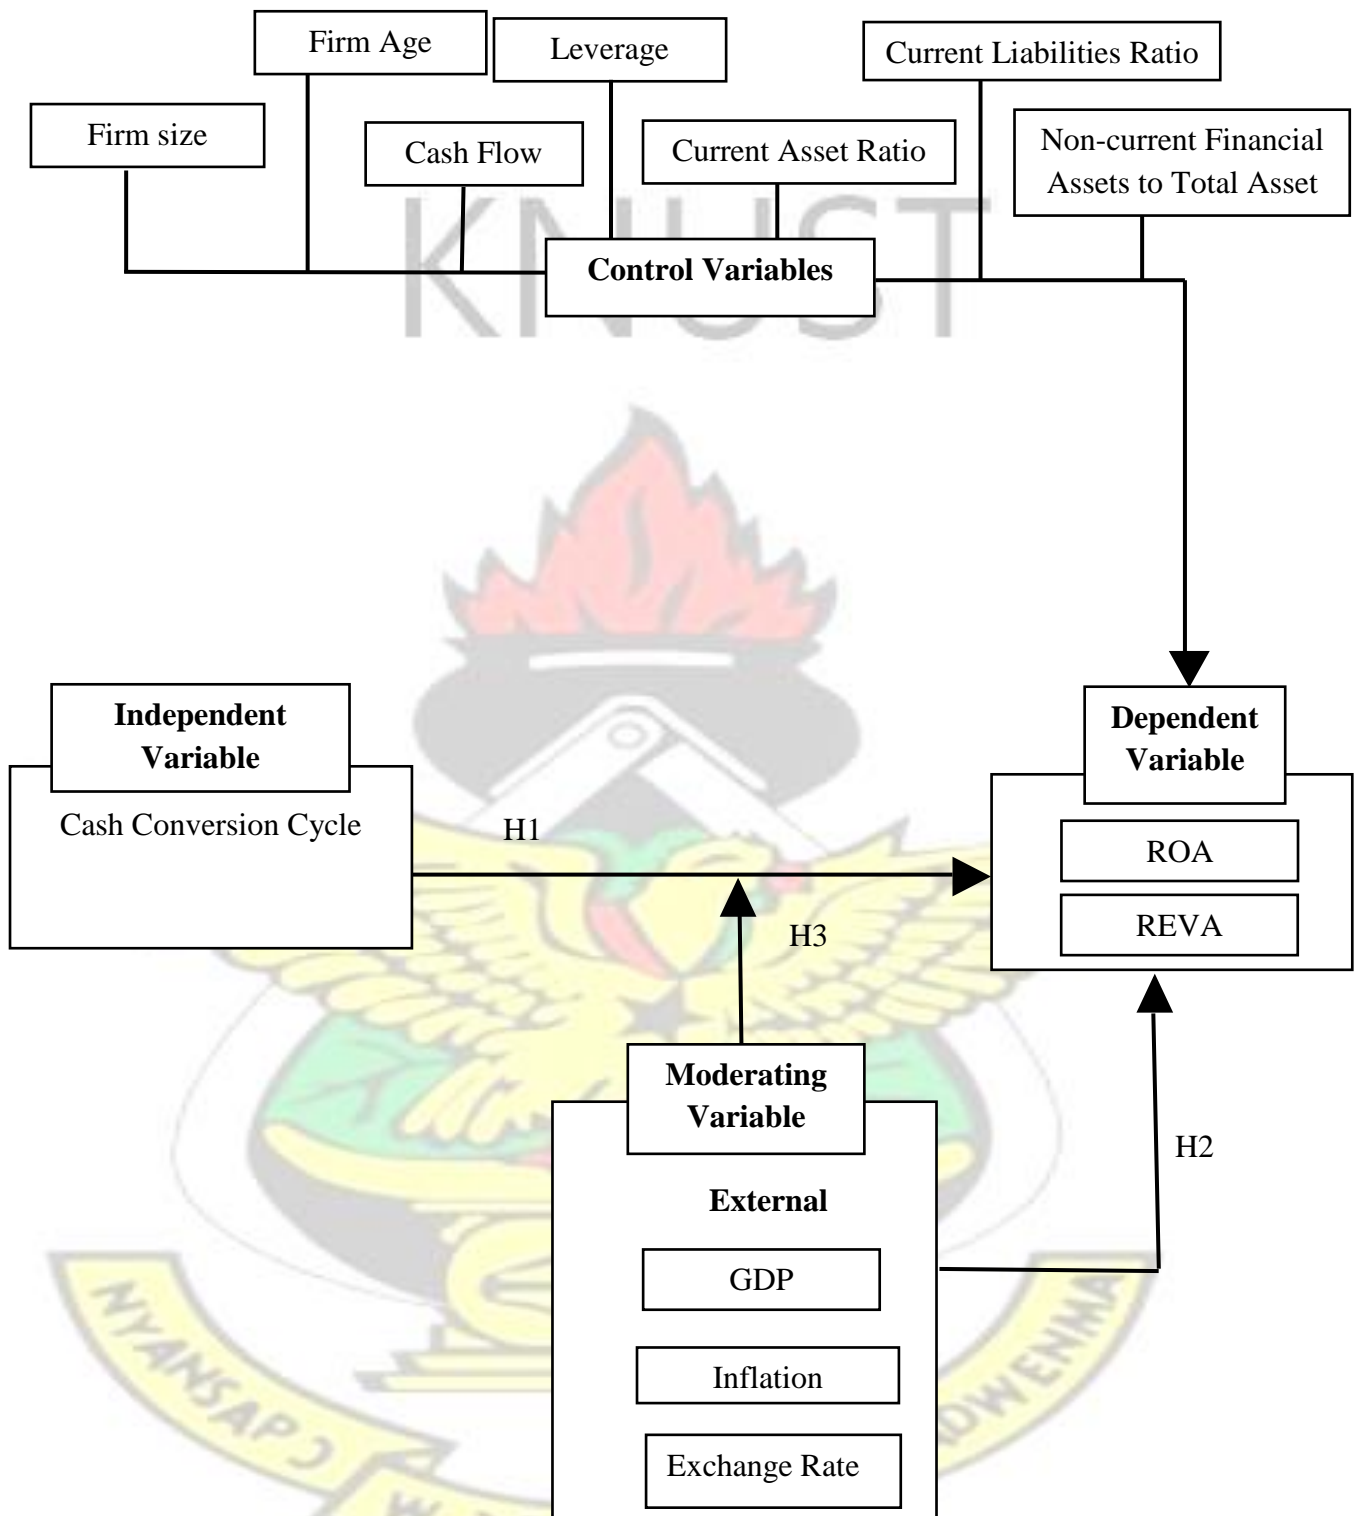 Firm Age
Leverage
Current Liabilities Ratio
Firm size
Cash Flow
Current Asset Ratio
Non-current Financial
Assets to Total Asset
KNUST
Control Variables
Independent
Variable
Cash Conversion Cycle
H1
Dependent
Variable
ROA
REVA
H3
Moderating
Variable
External
H2
GDP
Inflation
Exchange Rate
NYANSAPƆ